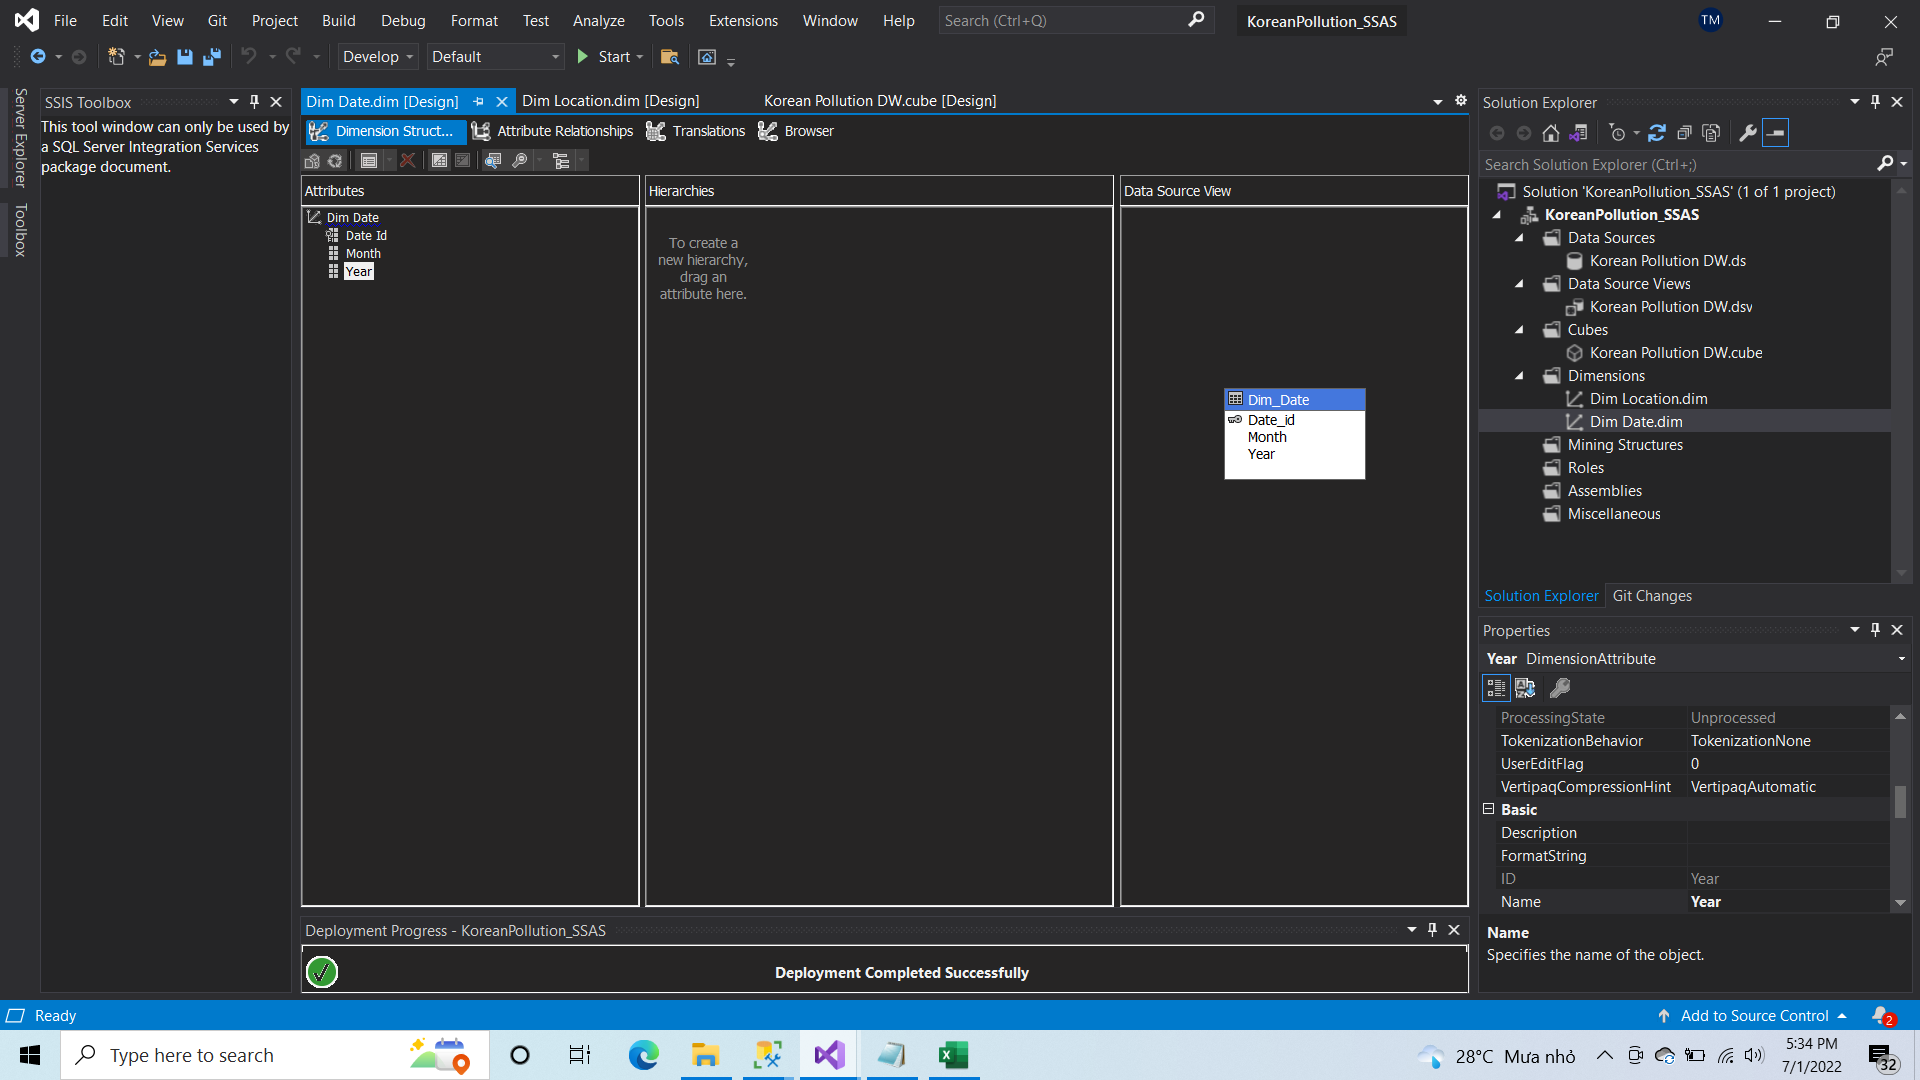 File Edit View Git Project Build Debug Format Test Analyze Tools Extensions Window Help Search (Ctrl+Q) KoreanPollution_SSAS TM
Develop Default Start
Server Explorer
Toolbox
SSIS Toolbox
This tool window can only be used by
a SQL Server Integration Services
package document.
Dim Date.dim [Design] Dim Location.dim [Design] Korean Pollution DW.cube [Design]
Dimension Struct... Attribute Relationships Translations Browser
Attributes
Dim Date
Date Id
Month
Year
Hierarchies
To create a
new hierarchy,
drag an
attribute here.
Data Source View
Dim_Date
Date_id
Month
Year
Deployment Progress - KoreanPollution_SSAS
Deployment Completed Successfully
Solution Explorer
Search Solution Explorer (Ctrl+;)
Solution 'KoreanPollution_SSAS' (1 of 1 project)
KoreanPollution_SSAS
Data Sources
Korean Pollution DW.ds
Data Source Views
Korean Pollution DW.dsv
Cubes
Korean Pollution DW.cube
Dimensions
Dim Location.dim
Dim Date.dim
Mining Structures
Roles
Assemblies
Miscellaneous
Solution Explorer Git Changes
Properties
Year DimensionAttribute
ProcessingState Unprocessed
TokenizationBehavior TokenizationNone
UserEditFlag 0
VertipaqCompressionHint VertipaqAutomatic
Basic
Description
FormatString
ID Year
Name Year
Name
Specifies the name of the object.
Ready Add to Source Control 2
Type here to search 28°C Mưa nhỏ 5:34 PM
7/1/2022 32